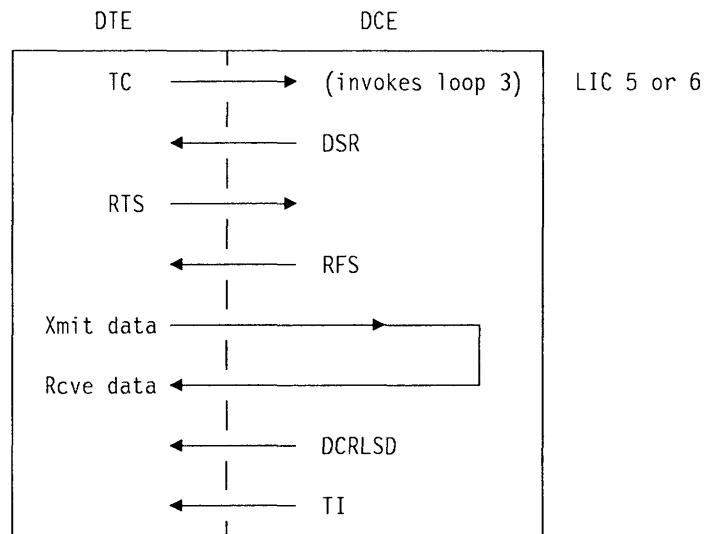 DTE DCE
TC (invokes loop 3) LIC 5 or 6
DSR
RTS
RFS
Xmit data
Rcve data
DCRLSD
TI